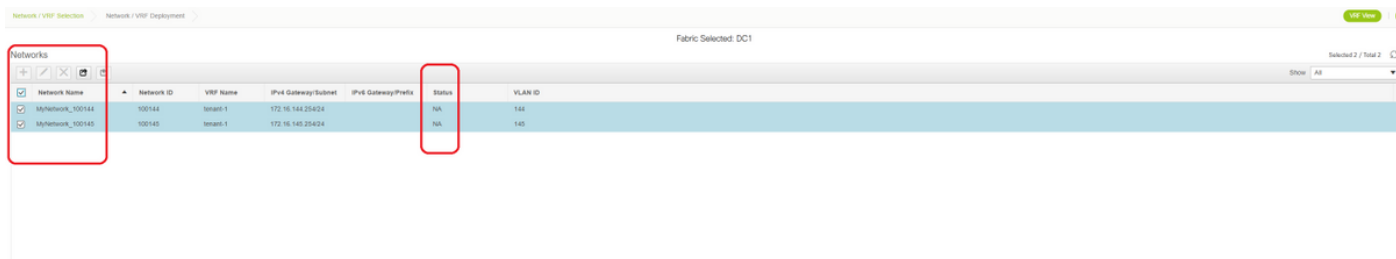 Network / VRF Selection Network / VRF Deployment VRF View
Fabric Selected: DC1
Networks Selected 2 / Total 2
Show All
Network Name Network ID VRF Name IPv4 Gateway/Subnet IPv6 Gateway/Prefix Status VLAN ID
MyNetwork_100144 100144 tenant-1 172.16.144.254/24 NA 144
MyNetwork_100145 100145 tenant-1 172.16.145.254/24 NA 145